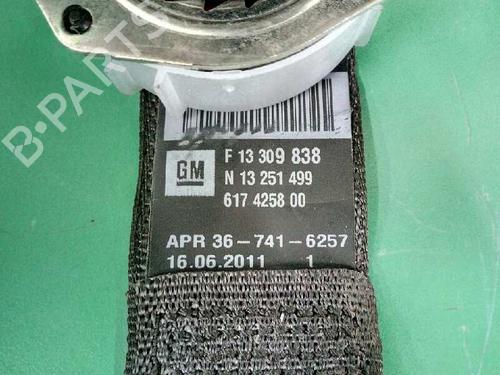 B-PARTS
GM
F 13 309 838
N 13 251 499
617 4258 00
APR 36-741-6257
16.06.2011 1